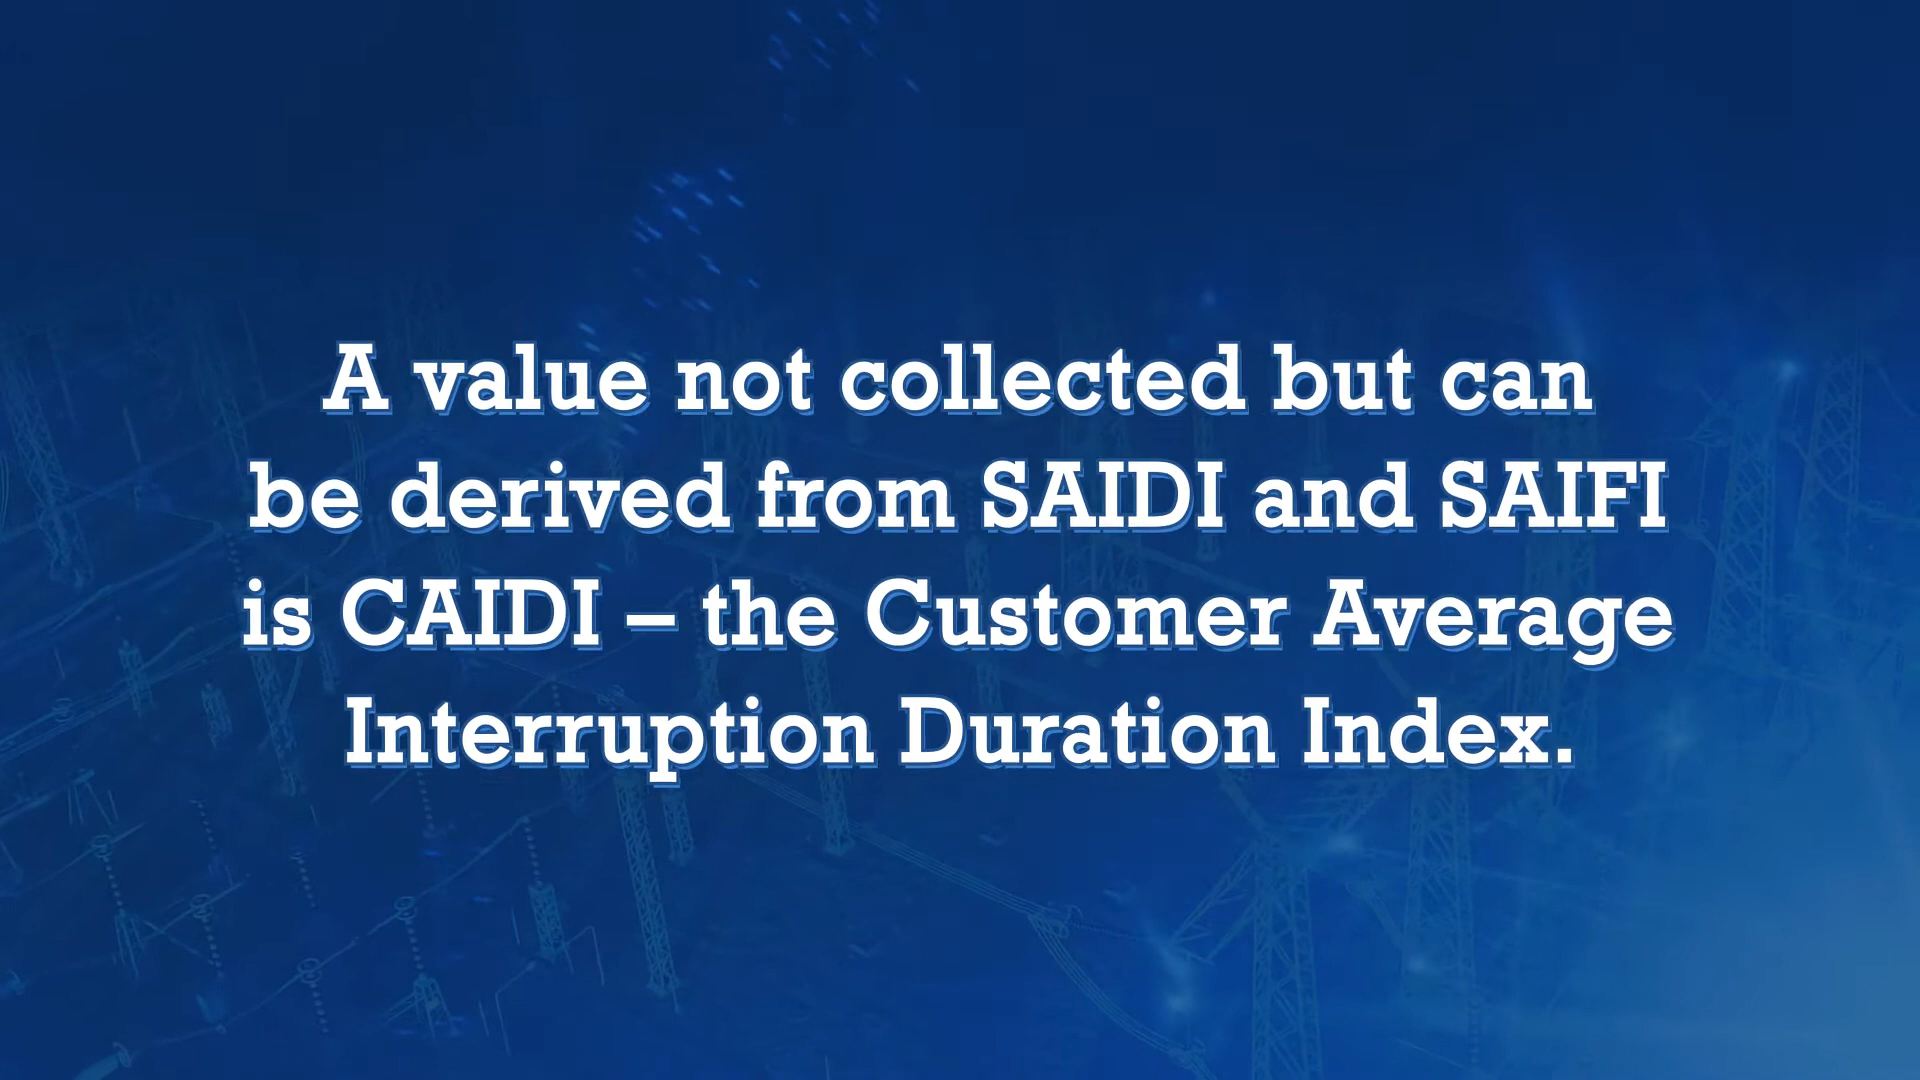 A value not collected but can
be derived from SAIDI and SAIFI
is CAIDI – the Customer Average
Interruption Duration Index.